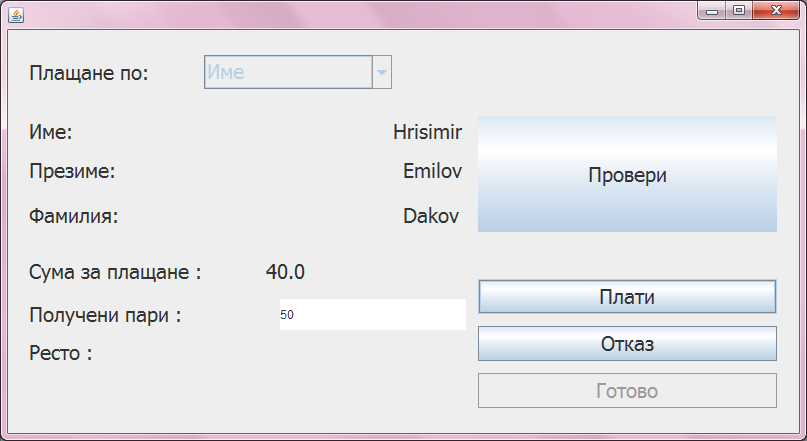 Плащане по: Име
Име: Hrisimir
Презиме: Emilov
Провери
Фамилия: Dakov
Сума за плащане : 40.0
Плати
Получени пари : 50
Отказ
Ресто :
Готово